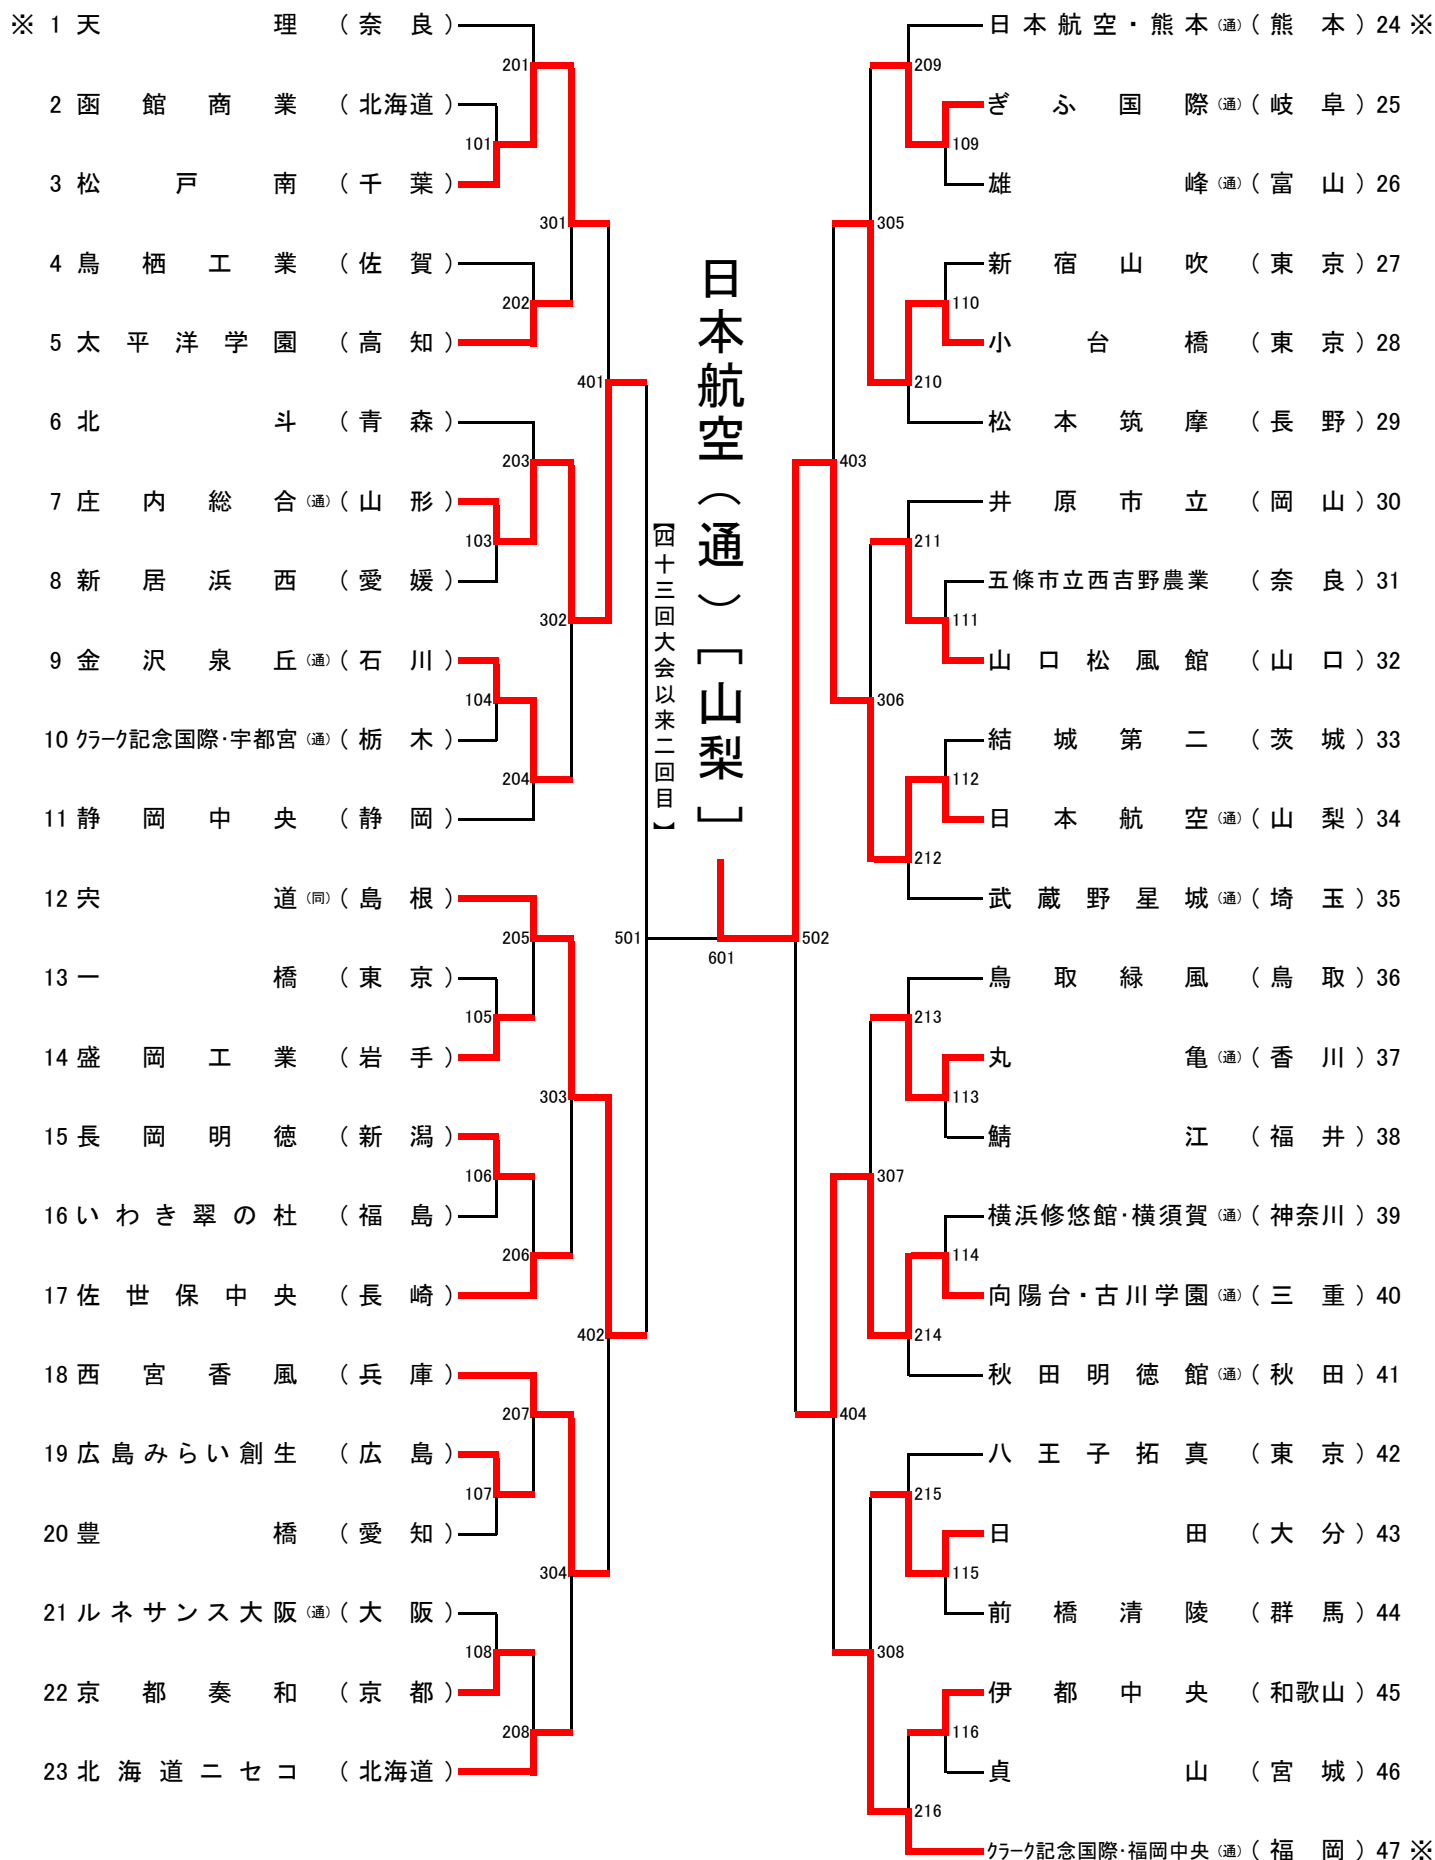 ※ 1 天理 (奈良)
2 函館商業 (北海道)
3 松戸南 (千葉)
4 鳥栖工業 (佐賀)
5 太平洋学園 (高知)
6 北斗 (青森)
7 庄内総合(通) (山形)
8 新居浜西 (愛媛)
9 金沢泉丘(通) (石川)
10 クラーク記念国際・宇都宮(通) (栃木)
11 静岡中央 (静岡)
12 宍道(同) (島根)
13 一橋 (東京)
14 盛岡工業 (岩手)
15 長岡明徳 (新潟)
16 いわき翠の杜 (福島)
17 佐世保中央 (長崎)
18 西宮香風 (兵庫)
19 広島みらい創生 (広島)
20 豊橋 (愛知)
21 ルネサンス大阪(通) (大阪)
22 京都奏和 (京都)
23 北海道ニセコ (北海道)
101
103
104
105
106
107
108
201
202
203
204
205
206
207
208
301
302
303
304
401
402
501
日本航空(通)[山梨]
【四十三回大会以来二回目】
601
502
403
404
305
306
307
308
209
210
211
212
213
214
215
216
109
110
111
112
113
114
115
116
日本航空・熊本(通) (熊本) 24 ※
ぎふ国際(通) (岐阜) 25
雄峰(通) (富山) 26
新宿山吹 (東京) 27
小台橋 (東京) 28
松本筑摩 (長野) 29
井原市立 (岡山) 30
五條市立西吉野農業 (奈良) 31
山口松風館 (山口) 32
結城第二 (茨城) 33
日本航空(通) (山梨) 34
武蔵野星城(通) (埼玉) 35
鳥取緑風 (鳥取) 36
丸亀(通) (香川) 37
鯖江 (福井) 38
横浜修悠館・横須賀(通) (神奈川) 39
向陽台・古川学園(通) (三重) 40
秋田明徳館(通) (秋田) 41
八王子拓真 (東京) 42
日田 (大分) 43
前橋清陵 (群馬) 44
伊都中央 (和歌山) 45
貞山 (宮城) 46
クラーク記念国際・福岡中央(通) (福岡) 47 ※